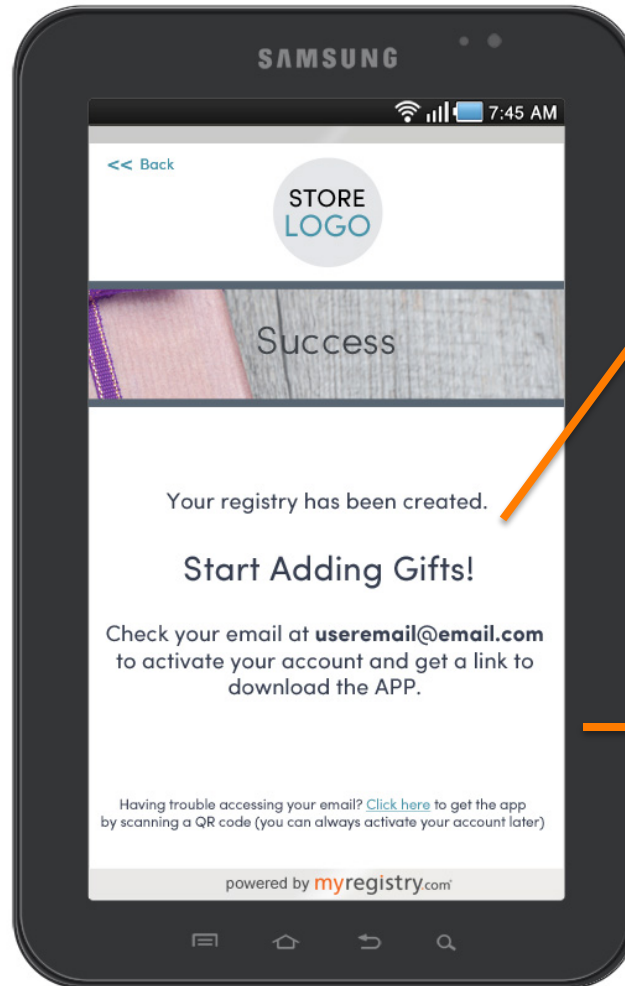 SAMSUNG
7:45 AM
<< Back
STORE
LOGO
Success
Your registry has been created.
Start Adding Gifts!
Check your email at useremail@email.com
to activate your account and get a link to
download the APP.
Having trouble accessing your email? Click here to get the app
by scanning a QR code (you can always activate your account later)
powered by myregistry.com